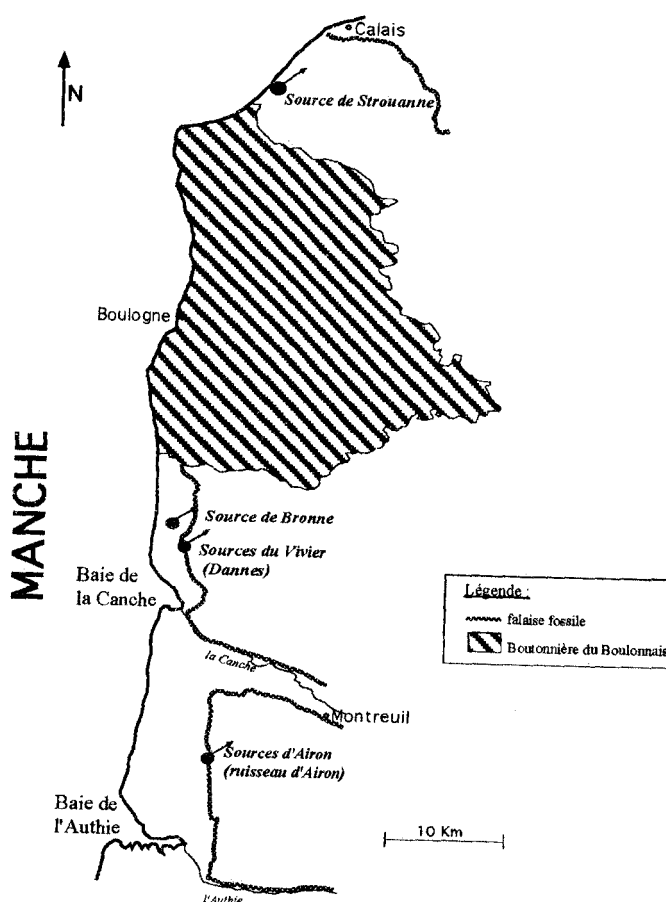 Calais
N
Source de Strouanne
Boulogne
MANCHE
Source de Bronne
Sources du Vivier
(Dannes)
Baie de
la Canche
Légende :
falaise fossile
Boutonnière du Boulonnais
la Canche
Montreuil
Sources d'Airon
(ruisseau d'Airon)
Baie de
l'Authie
10 Km
l'Authie